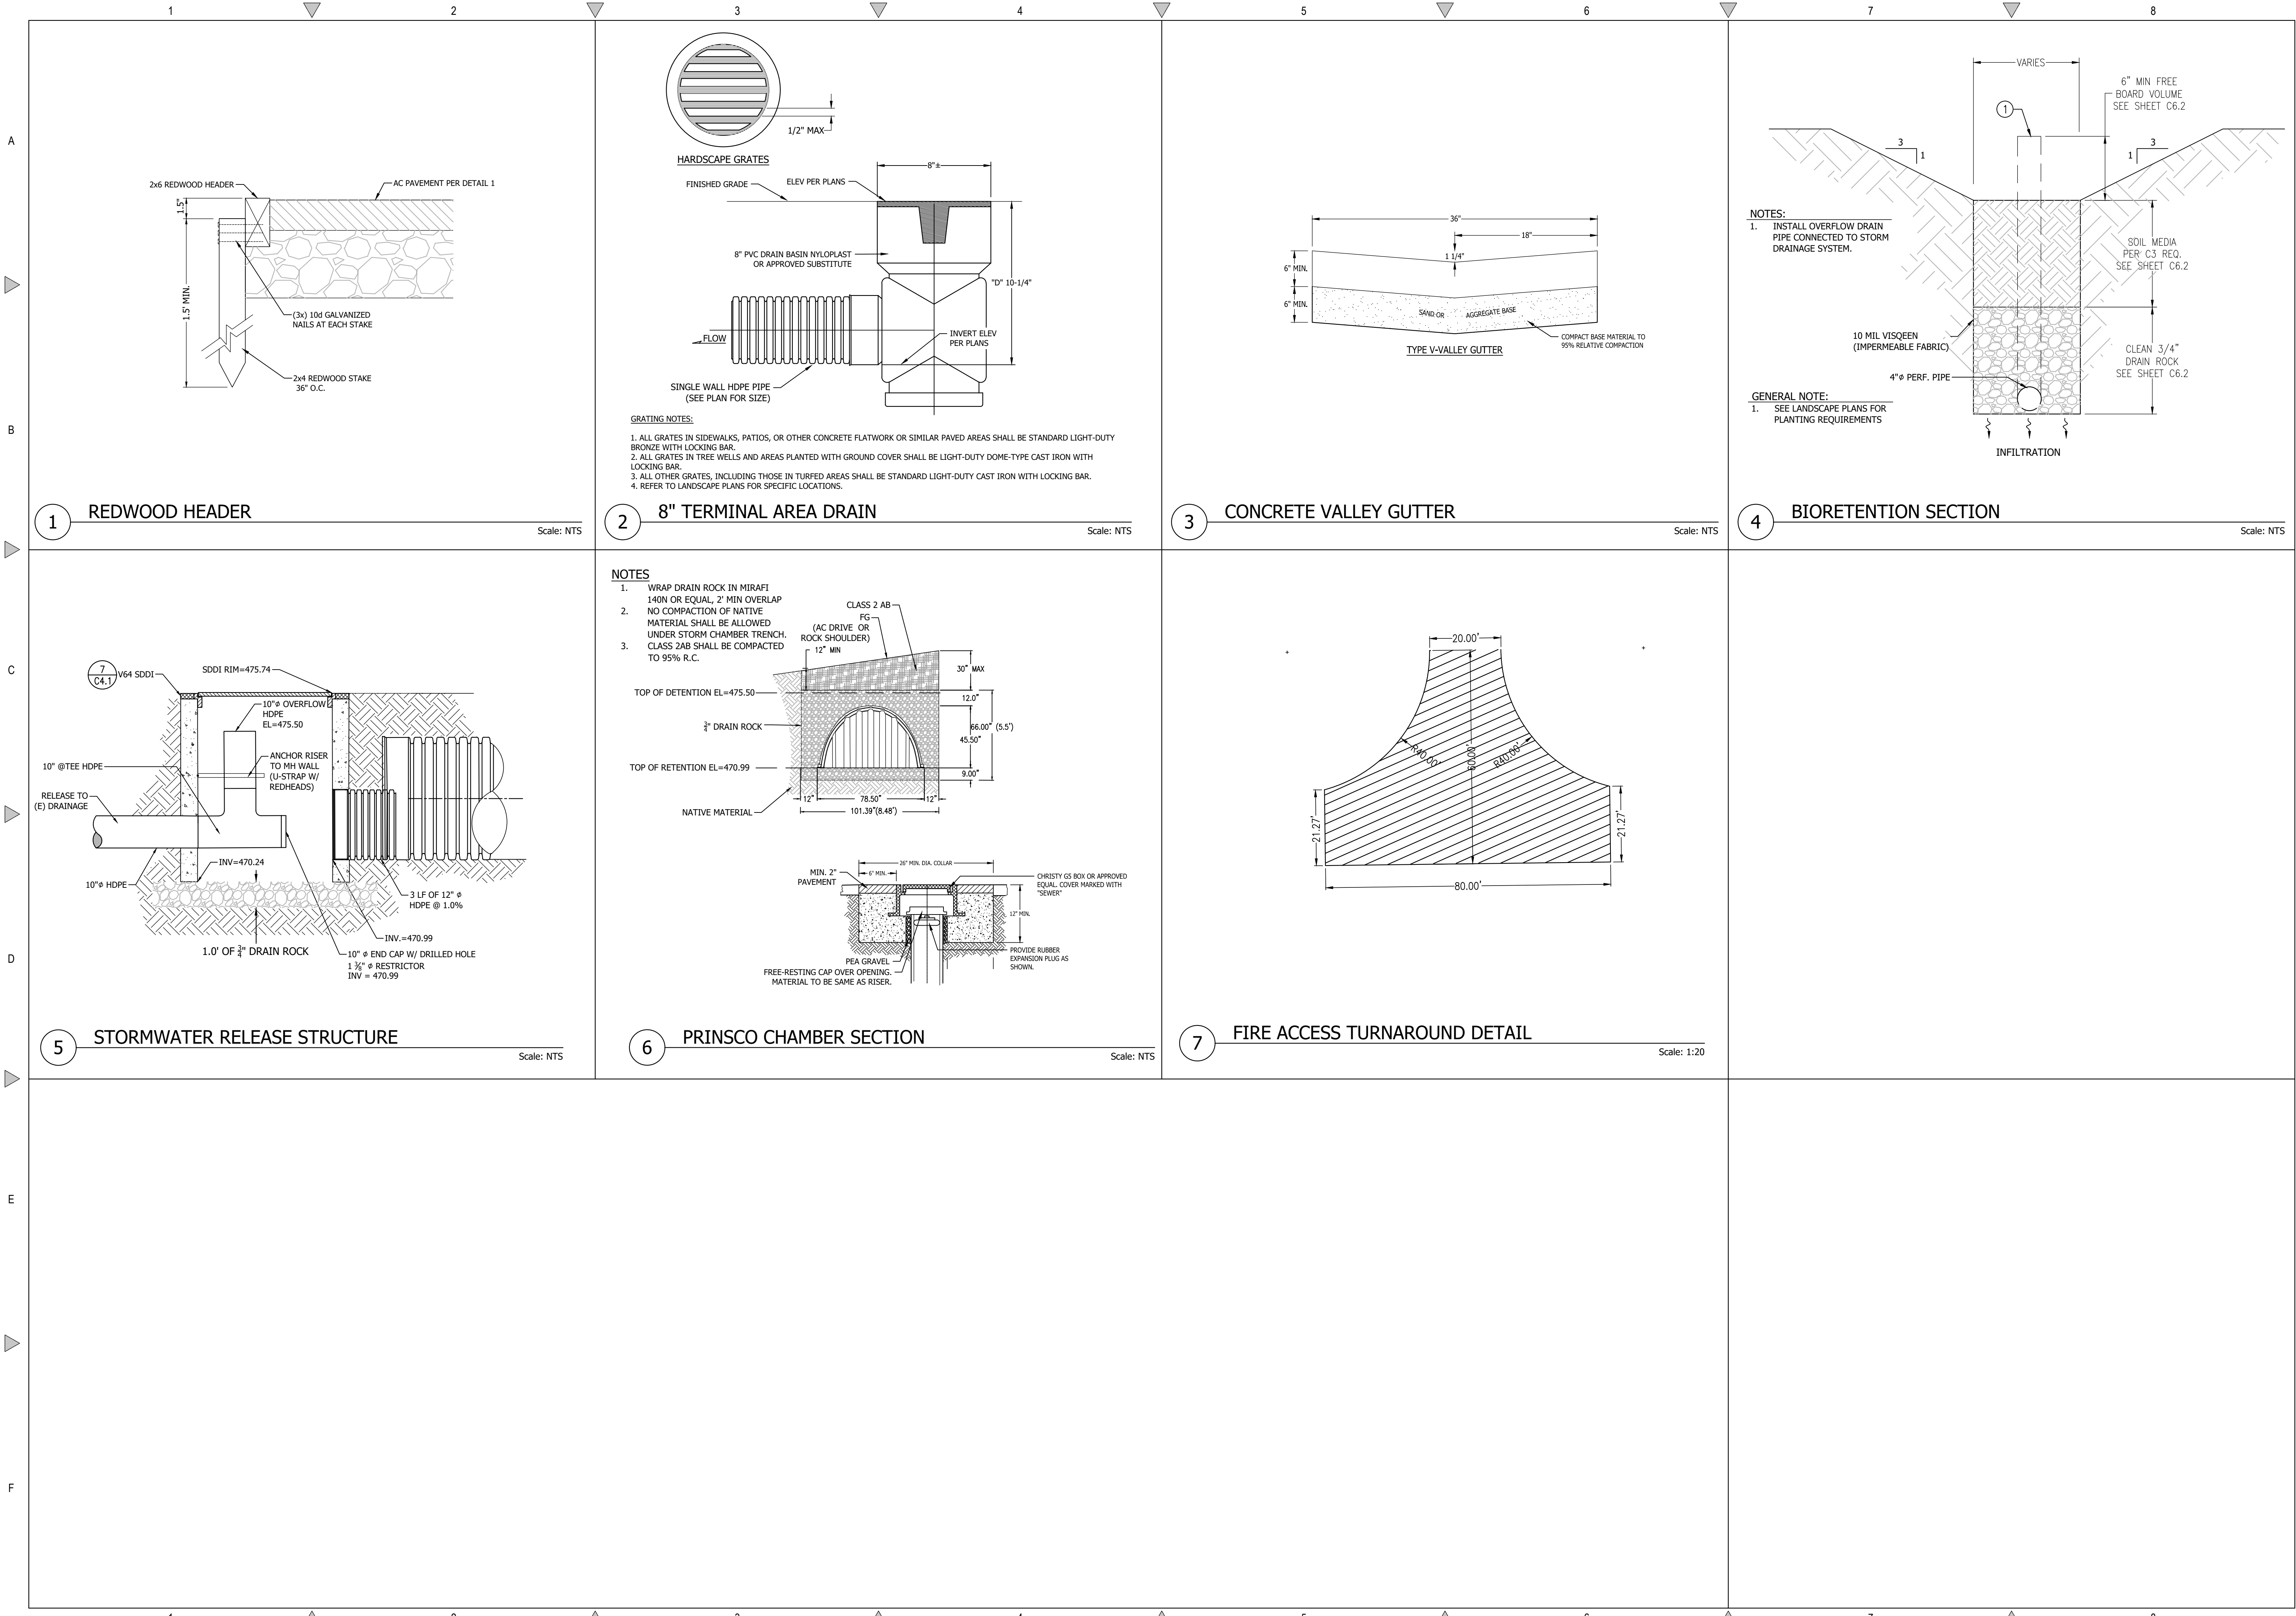 1 2 3 4 5 6 7 8
A
B
C
D
E
F
2x6 REDWOOD HEADER
AC PAVEMENT PER DETAIL 1
1.5"
1.5' MIN.
(3x) 10d GALVANIZED
NAILS AT EACH STAKE
2x4 REDWOOD STAKE
36" O.C.
1 REDWOOD HEADER
Scale: NTS
1/2" MAX
HARDSCAPE GRATES
8"±
FINISHED GRADE
ELEV PER PLANS
8" PVC DRAIN BASIN NYLOPLAST
OR APPROVED SUBSTITUTE
"D" 10-1/4"
FLOW
INVERT ELEV
PER PLANS
SINGLE WALL HDPE PIPE
(SEE PLAN FOR SIZE)
GRATING NOTES:
1. ALL GRATES IN SIDEWALKS, PATIOS, OR OTHER CONCRETE FLATWORK OR SIMILAR PAVED AREAS SHALL BE STANDARD LIGHT-DUTY
BRONZE WITH LOCKING BAR.
2. ALL GRATES IN TREE WELLS AND AREAS PLANTED WITH GROUND COVER SHALL BE LIGHT-DUTY DOME-TYPE CAST IRON WITH
LOCKING BAR.
3. ALL OTHER GRATES, INCLUDING THOSE IN TURFED AREAS SHALL BE STANDARD LIGHT-DUTY CAST IRON WITH LOCKING BAR.
4. REFER TO LANDSCAPE PLANS FOR SPECIFIC LOCATIONS.
2 8" TERMINAL AREA DRAIN
Scale: NTS
36"
18"
1 1/4"
6" MIN.
6" MIN.
SAND OR AGGREGATE BASE
COMPACT BASE MATERIAL TO
95% RELATIVE COMPACTION
TYPE V-VALLEY GUTTER
3 CONCRETE VALLEY GUTTER
Scale: NTS
VARIES
6" MIN FREE
BOARD VOLUME
SEE SHEET C6.2
1
3
1
3
1
NOTES:
1. INSTALL OVERFLOW DRAIN
PIPE CONNECTED TO STORM
DRAINAGE SYSTEM.
SOIL MEDIA
PER C3 REQ.
SEE SHEET C6.2
10 MIL VISQEEN
(IMPERMEABLE FABRIC)
CLEAN 3/4"
DRAIN ROCK
SEE SHEET C6.2
4"ø PERF. PIPE
GENERAL NOTE:
1. SEE LANDSCAPE PLANS FOR
PLANTING REQUIREMENTS
INFILTRATION
4 BIORETENTION SECTION
Scale: NTS
7
C4.1
V64 SDDI
SDDI RIM=475.74
10"ø OVERFLOW
HDPE
EL=475.50
ANCHOR RISER
TO MH WALL
(U-STRAP W/
REDHEADS)
10" @TEE HDPE
RELEASE TO
(E) DRAINAGE
INV=470.24
10"ø HDPE
3 LF OF 12" ø
HDPE @ 1.0%
INV.=470.99
1.0' OF 3/4" DRAIN ROCK
10" ø END CAP W/ DRILLED HOLE
1 3/8" ø RESTRICTOR
INV = 470.99
5 STORMWATER RELEASE STRUCTURE
Scale: NTS
NOTES
1. WRAP DRAIN ROCK IN MIRAFI
140N OR EQUAL, 2' MIN OVERLAP
2. NO COMPACTION OF NATIVE
MATERIAL SHALL BE ALLOWED
UNDER STORM CHAMBER TRENCH.
3. CLASS 2AB SHALL BE COMPACTED
TO 95% R.C.
CLASS 2 AB
FG
(AC DRIVE OR
ROCK SHOULDER)
12" MIN
30" MAX
TOP OF DETENTION EL=475.50
12.0"
3/4" DRAIN ROCK
66.00" (5.5')
45.50"
TOP OF RETENTION EL=470.99
9.00"
12" 78.50" 12"
NATIVE MATERIAL
101.39"(8.48')
26" MIN. DIA. COLLAR
MIN. 2"
PAVEMENT
6" MIN.
CHRISTY G5 BOX OR APPROVED
EQUAL. COVER MARKED WITH
"SEWER"
12" MIN.
PEA GRAVEL
PROVIDE RUBBER
EXPANSION PLUG AS
SHOWN.
FREE-RESTING CAP OVER OPENING.
MATERIAL TO BE SAME AS RISER.
6 PRINSCO CHAMBER SECTION
Scale: NTS
20.00'
R40.00'
60.00'
R40.00'
21.27'
21.27'
80.00'
7 FIRE ACCESS TURNAROUND DETAIL
Scale: 1:20